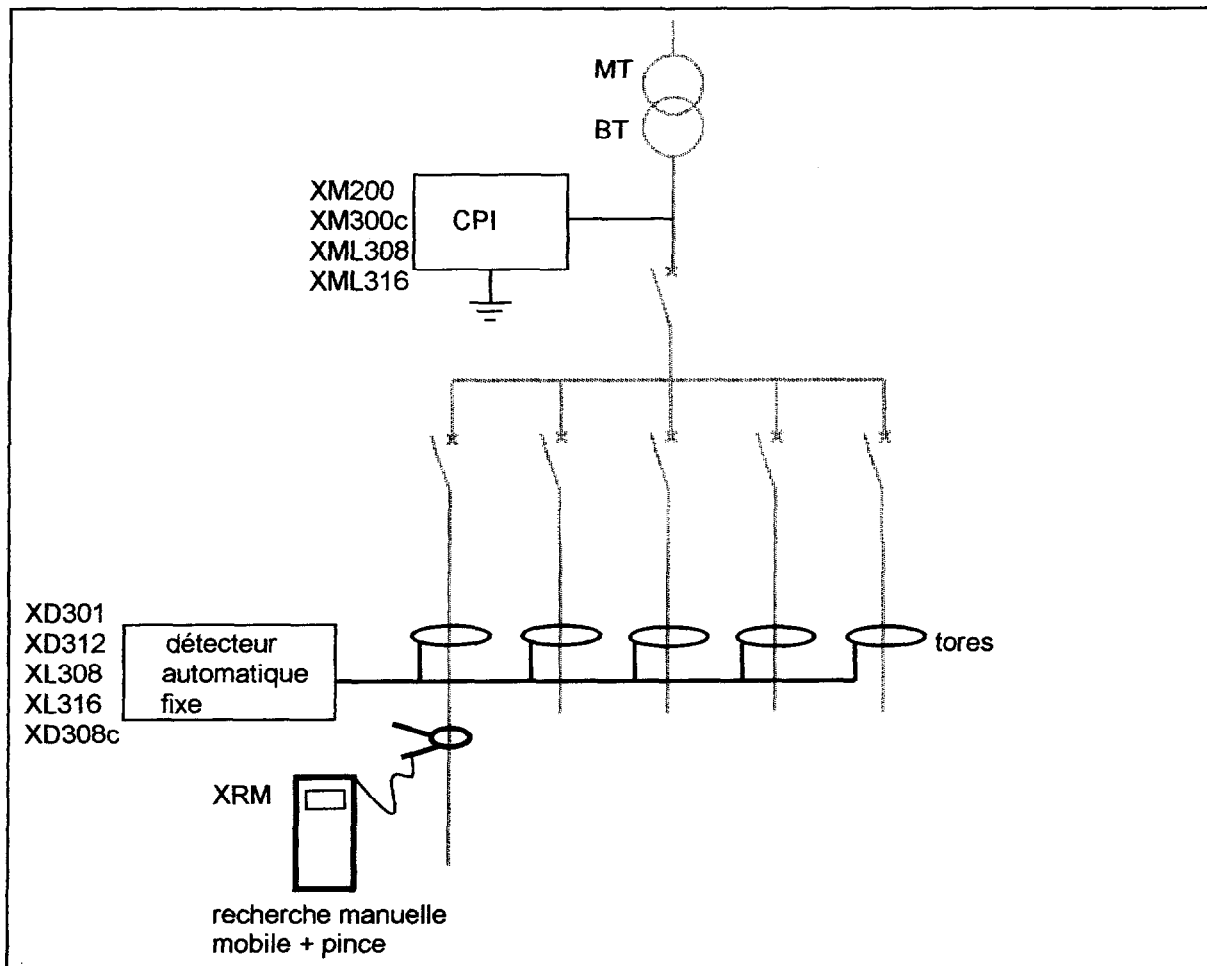 MT
BT
XM200
XM300c
XML308
XML316
CPI
XD301
XD312
XL308
XL316
XD308c
détecteur
automatique
fixe
tores
XRM
recherche manuelle
mobile + pince